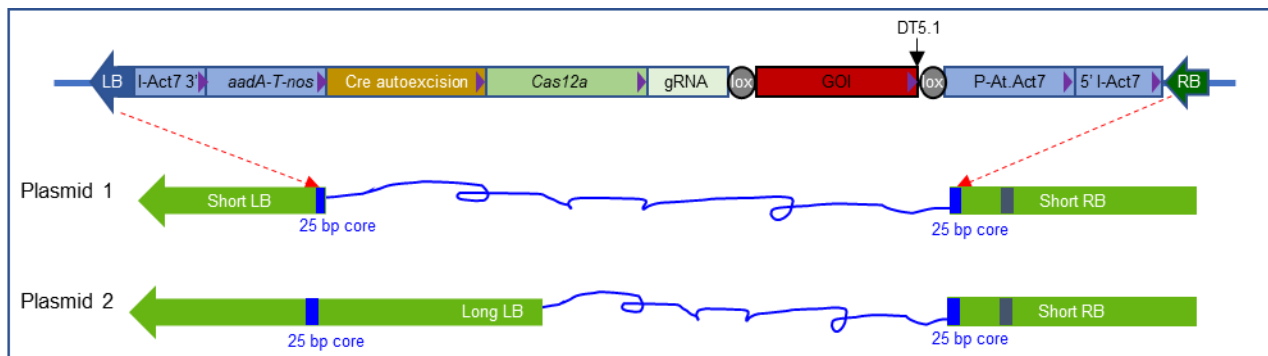 DT5.1
LB I-Act7 3' aadA-T-nos Cre autoexcision Cas12a gRNA lox GOI lox P-At.Act7 5' I-Act7 RB
Plasmid 1 Short LB Short RB
25 bp core 25 bp core
Plasmid 2 Long LB Short RB
25 bp core 25 bp core